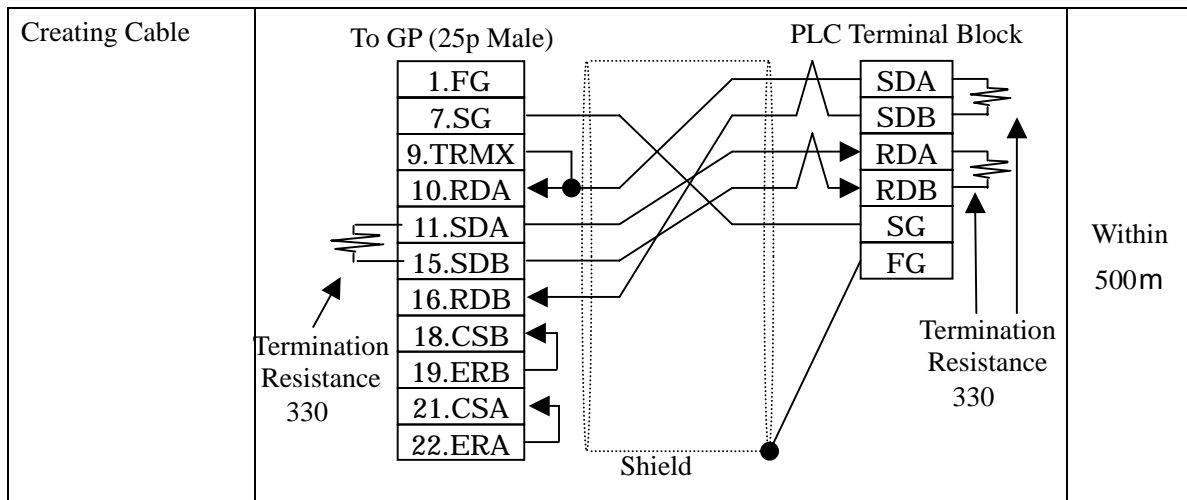 Creating Cable
To GP (25p Male)
PLC Terminal Block
1.FG
7.SG
9.TRMX
10.RDA
11.SDA
15.SDB
16.RDB
18.CSB
19.ERB
21.CSA
22.ERA
Termination
Resistance
330
Shield
SDA
SDB
RDA
RDB
SG
FG
Termination
Resistance
330
Within
500m